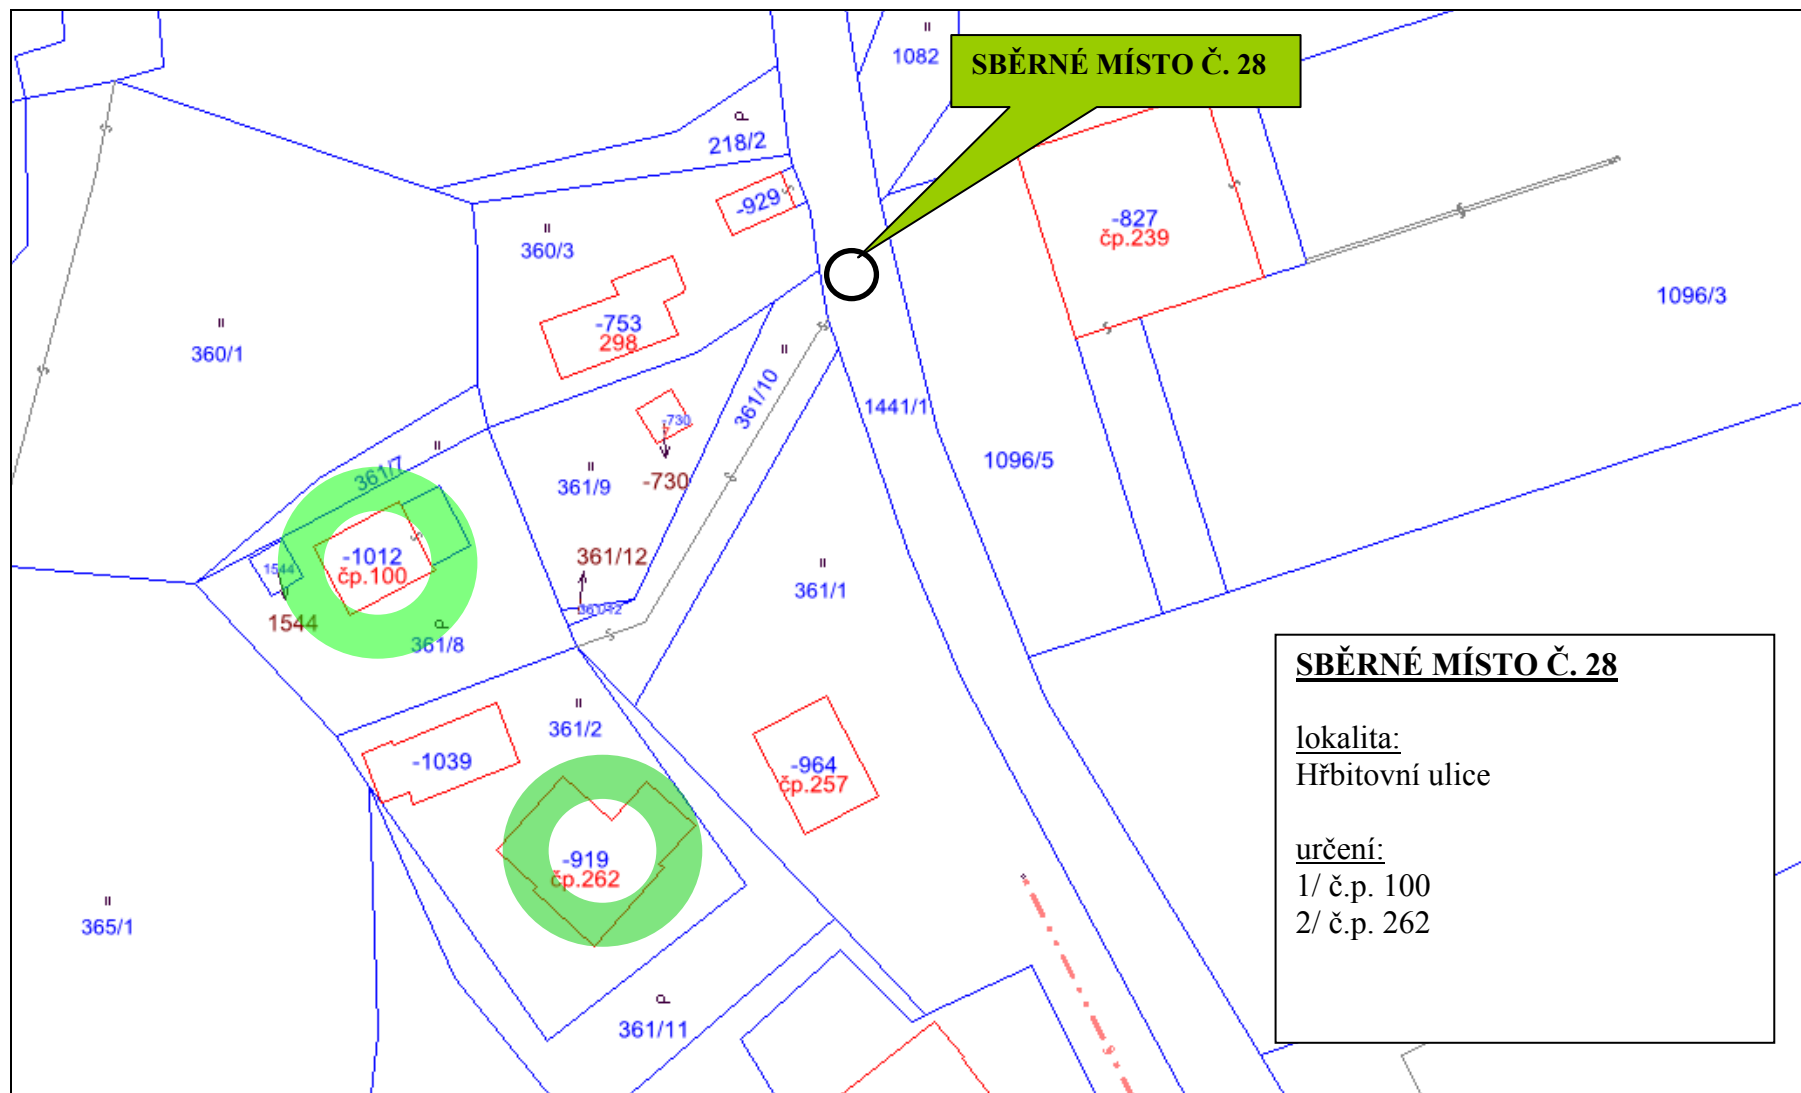 1082
SBĚRNÉ MÍSTO Č. 28
218/2
-929
-827
čp.239
360/3
1096/3
-753
298
360/1
361/10
1441/1
-730
1096/5
361/7
361/9
-730
-1012
čp.100
1544
361/12
361/1
1544
361/8
361/2
-1039
-964
čp.257
-919
čp.262
365/1
361/11
SBĚRNÉ MÍSTO Č. 28
lokalita:
Hřbitovní ulice
určení:
1/ č.p. 100
2/ č.p. 262